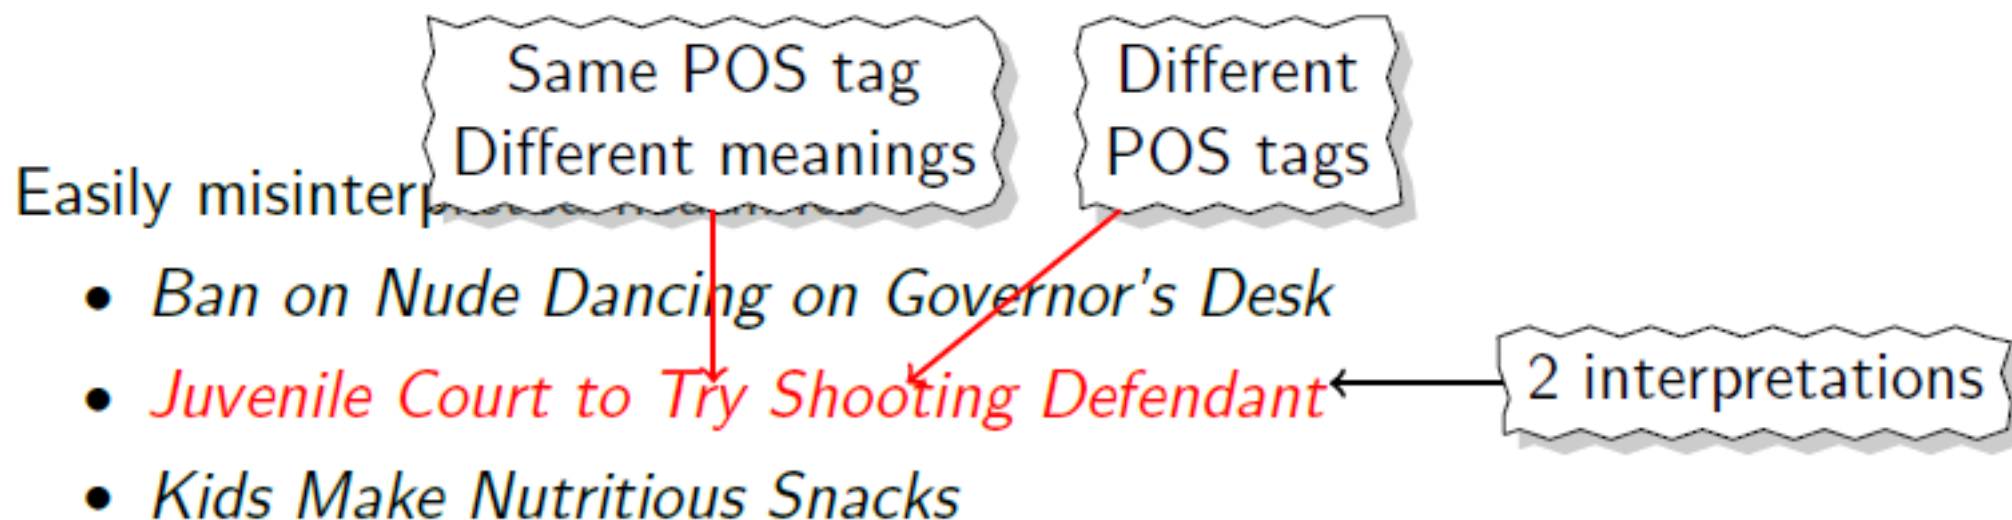 Same POS tag
Different meanings
Different
POS tags
Easily
• Ban on Nude Dancing on Governor's Desk
• Juvenile Court to Try Shooting Defendant
2 interpretations
• Kids Make Nutritious Snacks